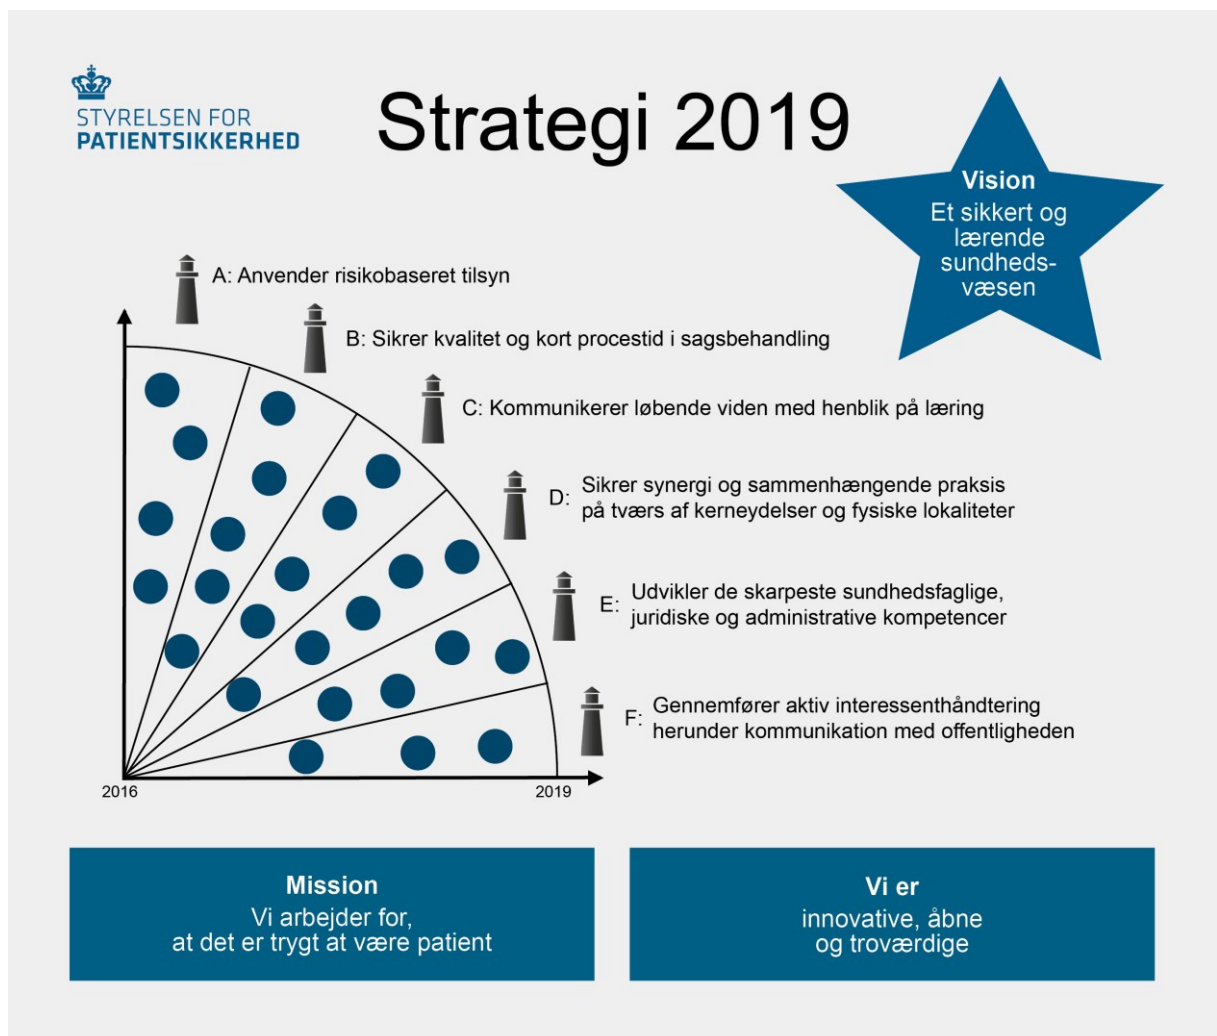 STYRELSEN FOR
PATIENTSIKKERHED
Strategi 2019
Vision
Et sikkert og
lærende
sundheds-
væsen
A: Anvender risikobaseret tilsyn
B: Sikrer kvalitet og kort procestid i sagsbehandling
C: Kommunikerer løbende viden med henblik på læring
D: Sikrer synergi og sammenhængende praksis
på tværs af kerneydelser og fysiske lokaliteter
E: Udvikler de skarpeste sundhedsfaglige,
juridiske og administrative kompetencer
F: Gennemfører aktiv interessenthåndtering
herunder kommunikation med offentligheden
2016
2019
Mission
Vi arbejder for,
at det er trygt at være patient
Vi er
innovative, åbne
og troværdige